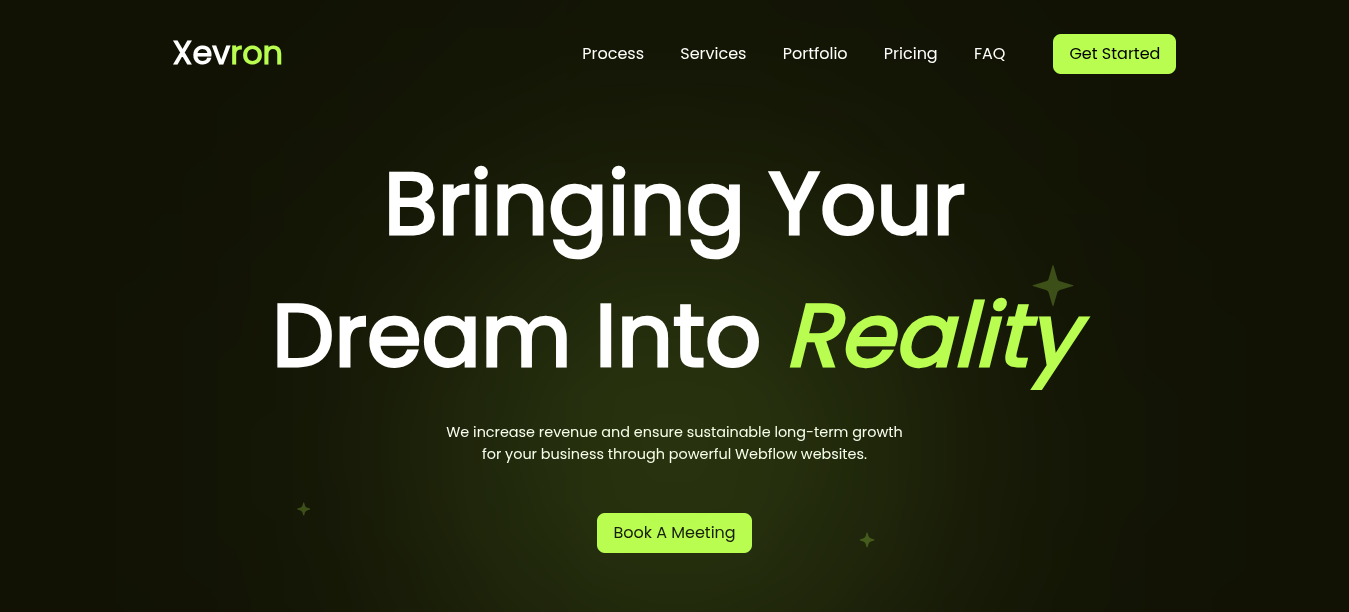 Xevron Process Services Portfolio Pricing FAQ Get Started
Bringing Your
Dream Into Reality
We increase revenue and ensure sustainable long-term growth
for your business through powerful Webflow websites.
Book A Meeting